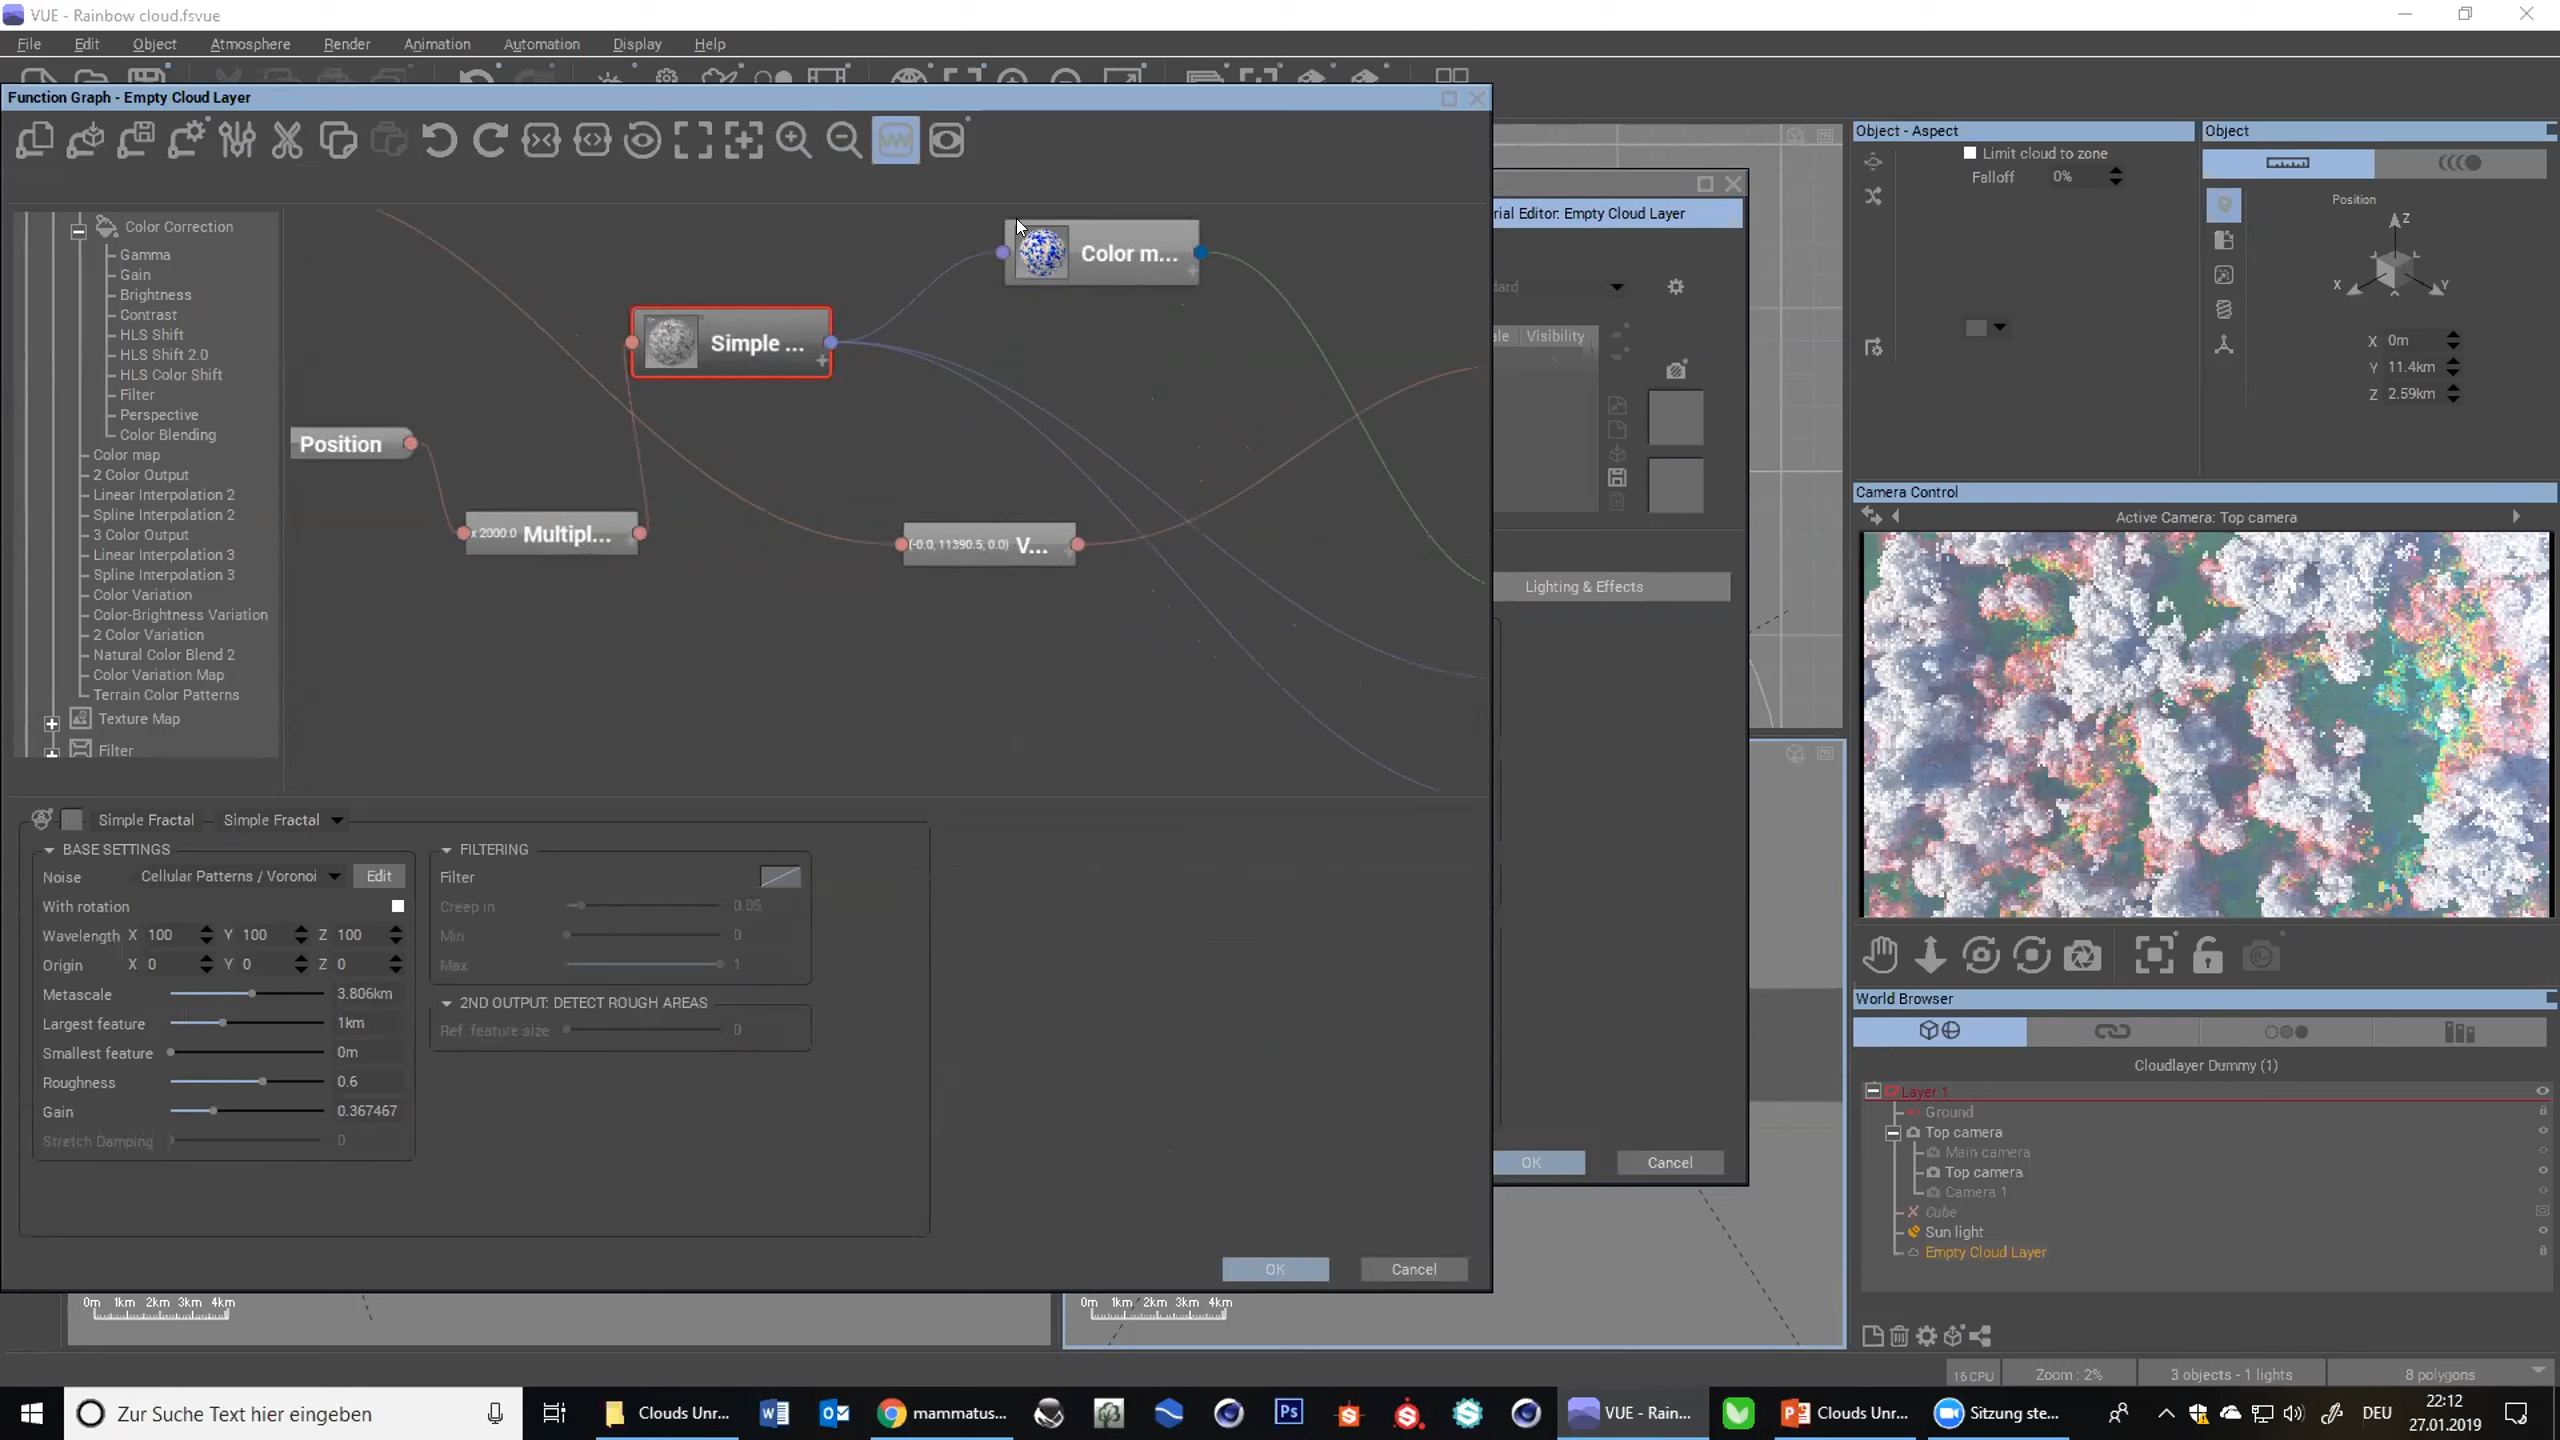 VUE - Rainbow cloud.fsvue
File Edit Object Atmosphere Render Animation Automation Display Help
Function Graph - Empty Cloud Layer
Color Correction
Gamma
Gain
Brightness
Contrast
HLS Shift
HLS Shift 2.0
HLS Color Shift
Filter
Perspective
Color Blending
Color map
2 Color Output
Linear Interpolation 2
Spline Interpolation 2
3 Color Output
Linear Interpolation 3
Spline Interpolation 3
Color Variation
Color-Brightness Variation
2 Color Variation
Natural Color Blend 2
Color Variation Map
Terrain Color Patterns
Texture Map
Filter
Color m...
Simple ...
Position
x 2000.0 Multipl...
(-0.0, 11390.5, 0.0) V...
Simple Fractal Simple Fractal
BASE SETTINGS
Noise Cellular Patterns / Voronoi Edit
With rotation
Wavelength X 100 Y 100 Z 100
Origin X 0 Y 0 Z 0
Metascale 3.806km
Largest feature 1km
Smallest feature 0m
Roughness 0.6
Gain 0.367467
Stretch Damping 0
FILTERING
Filter
Creep in 0.05
Min 0
Max 1
2ND OUTPUT: DETECT ROUGH AREAS
Ref. feature size 0
OK Cancel
rial Editor: Empty Cloud Layer
dard
ale Visibility
Lighting & Effects
OK Cancel
0m 1km 2km 3km 4km
0m 1km 2km 3km 4km
Object - Aspect
Limit cloud to zone
Falloff 0%
Object
Position
Z
X Y
X 0m
Y 11.4km
Z 2.59km
Camera Control
Active Camera: Top camera
World Browser
Cloudlayer Dummy (1)
Layer 1
Ground
Top camera
Main camera
Top camera
Camera 1
Cube
Sun light
Empty Cloud Layer
16 CPU Zoom : 2% 3 objects - 1 lights 8 polygons
Zur Suche Text hier eingeben
Clouds Unr...
mammatus...
Ps
VUE - Rain...
Clouds Unr...
Sitzung ste...
DEU
22:12
27.01.2019